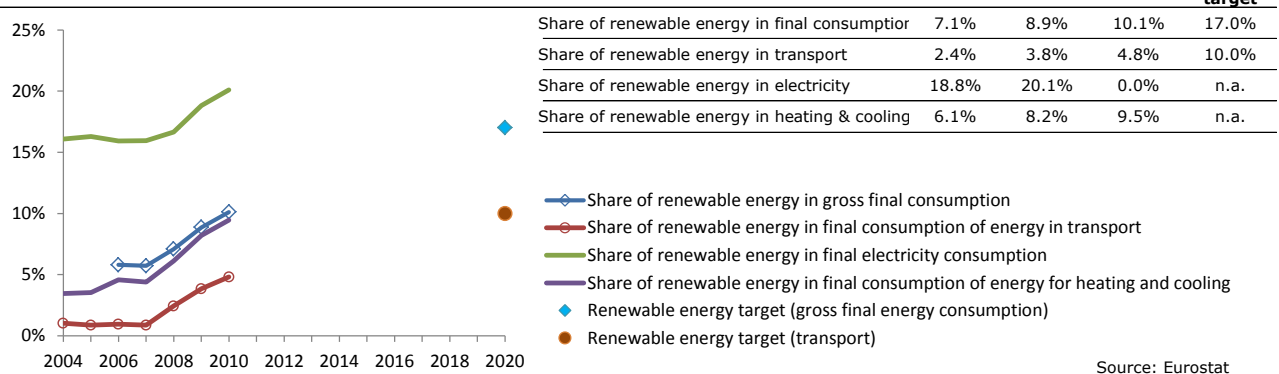 target
Share of renewable energy in final consumption 7.1% 8.9% 10.1% 17.0%
Share of renewable energy in transport 2.4% 3.8% 4.8% 10.0%
Share of renewable energy in electricity 18.8% 20.1% 0.0% n.a.
Share of renewable energy in heating & cooling 6.1% 8.2% 9.5% n.a.
25%
20%
15%
10%
5%
0%
2004 2006 2008 2010 2012 2014 2016 2018 2020
Share of renewable energy in gross final consumption
Share of renewable energy in final consumption of energy in transport
Share of renewable energy in final electricity consumption
Share of renewable energy in final consumption of energy for heating and cooling
Renewable energy target (gross final energy consumption)
Renewable energy target (transport)
Source: Eurostat